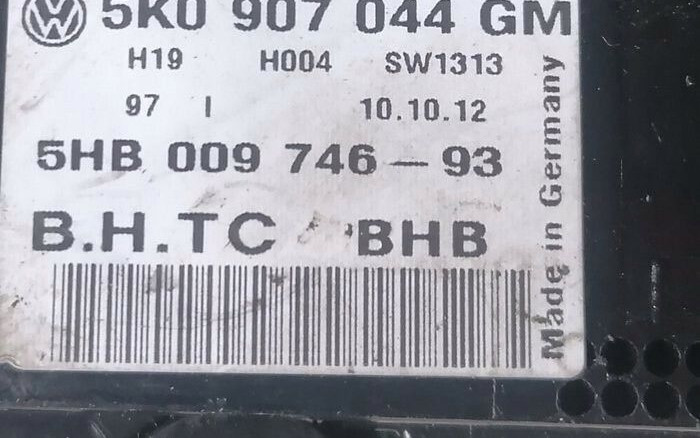 5K0 907 044 GM
H19 H004 SW1313
97 I 10.10.12
5HB 009 746-93
B.H.TC BHB
Made in Germany